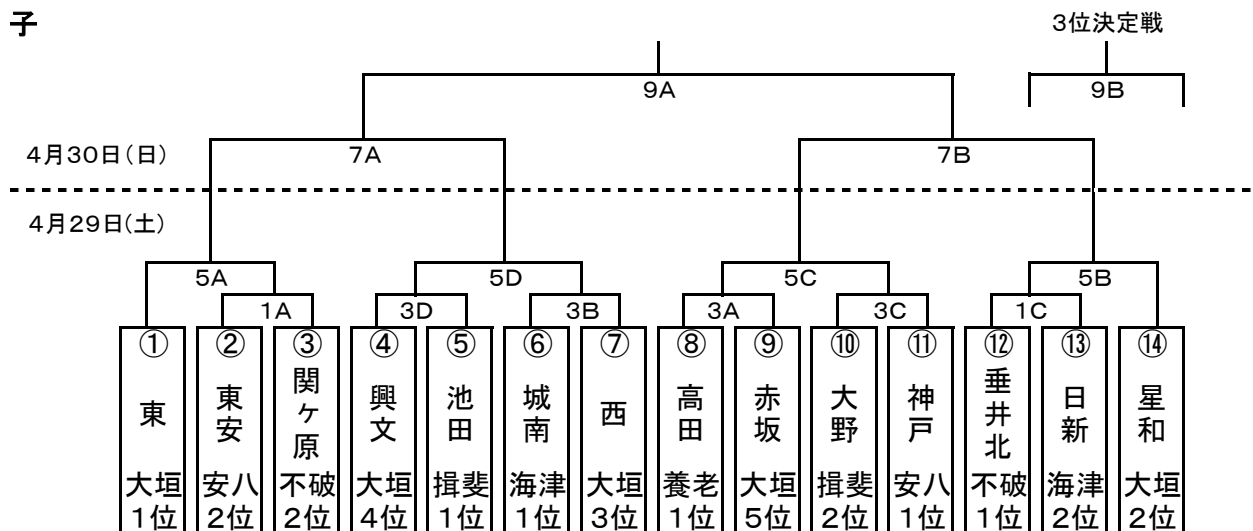 子
3位決定戦
9A
9B
4月30日(日)
7A
7B
4月29日(土)
5A
5D
5C
5B
1A
3D
3B
3A
3C
1C
① ② ③ ④ ⑤ ⑥ ⑦ ⑧ ⑨ ⑩ ⑪ ⑫ ⑬ ⑭
東 東安 関ヶ原 興文 池田 城南 西 高田 赤坂 大野 神戸 垂井北 日新 星和
大垣 安八 不破 大垣 揖斐 海津 大垣 養老 大垣 揖斐 安八 不破 海津 大垣
1位 2位 2位 4位 1位 1位 3位 1位 5位 2位 1位 1位 2位 2位